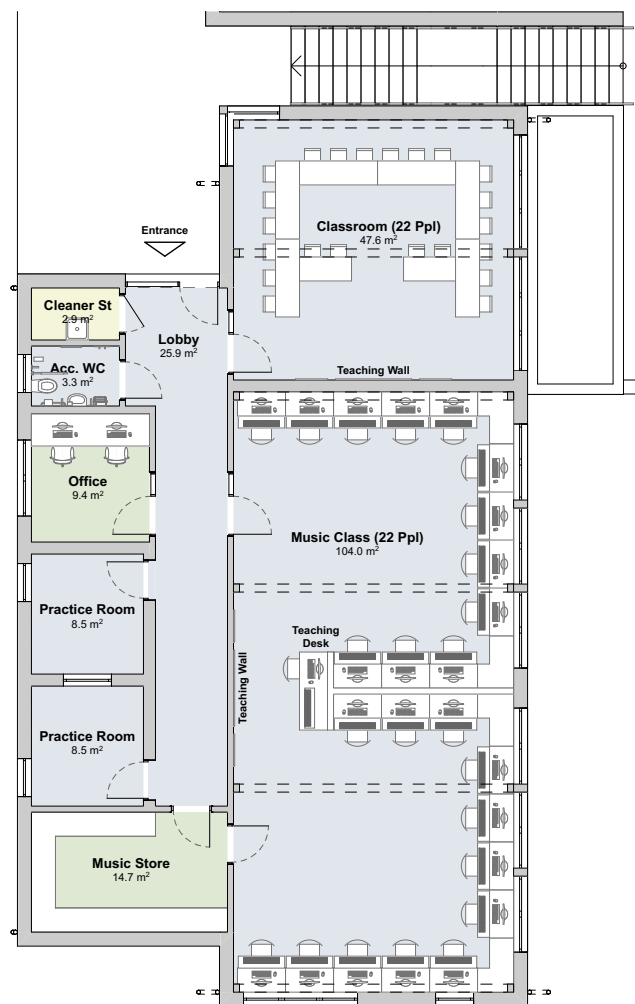 Entrance
Classroom (22 Ppl)
47.6 m²
Cleaner St
2.9 m²
Lobby
25.9 m²
Acc. WC
3.3 m²
Teaching Wall
Office
9.4 m²
Music Class (22 Ppl)
104.0 m²
Practice Room
8.5 m²
Teaching
Desk
Teaching Wall
Practice Room
8.5 m²
Music Store
14.7 m²